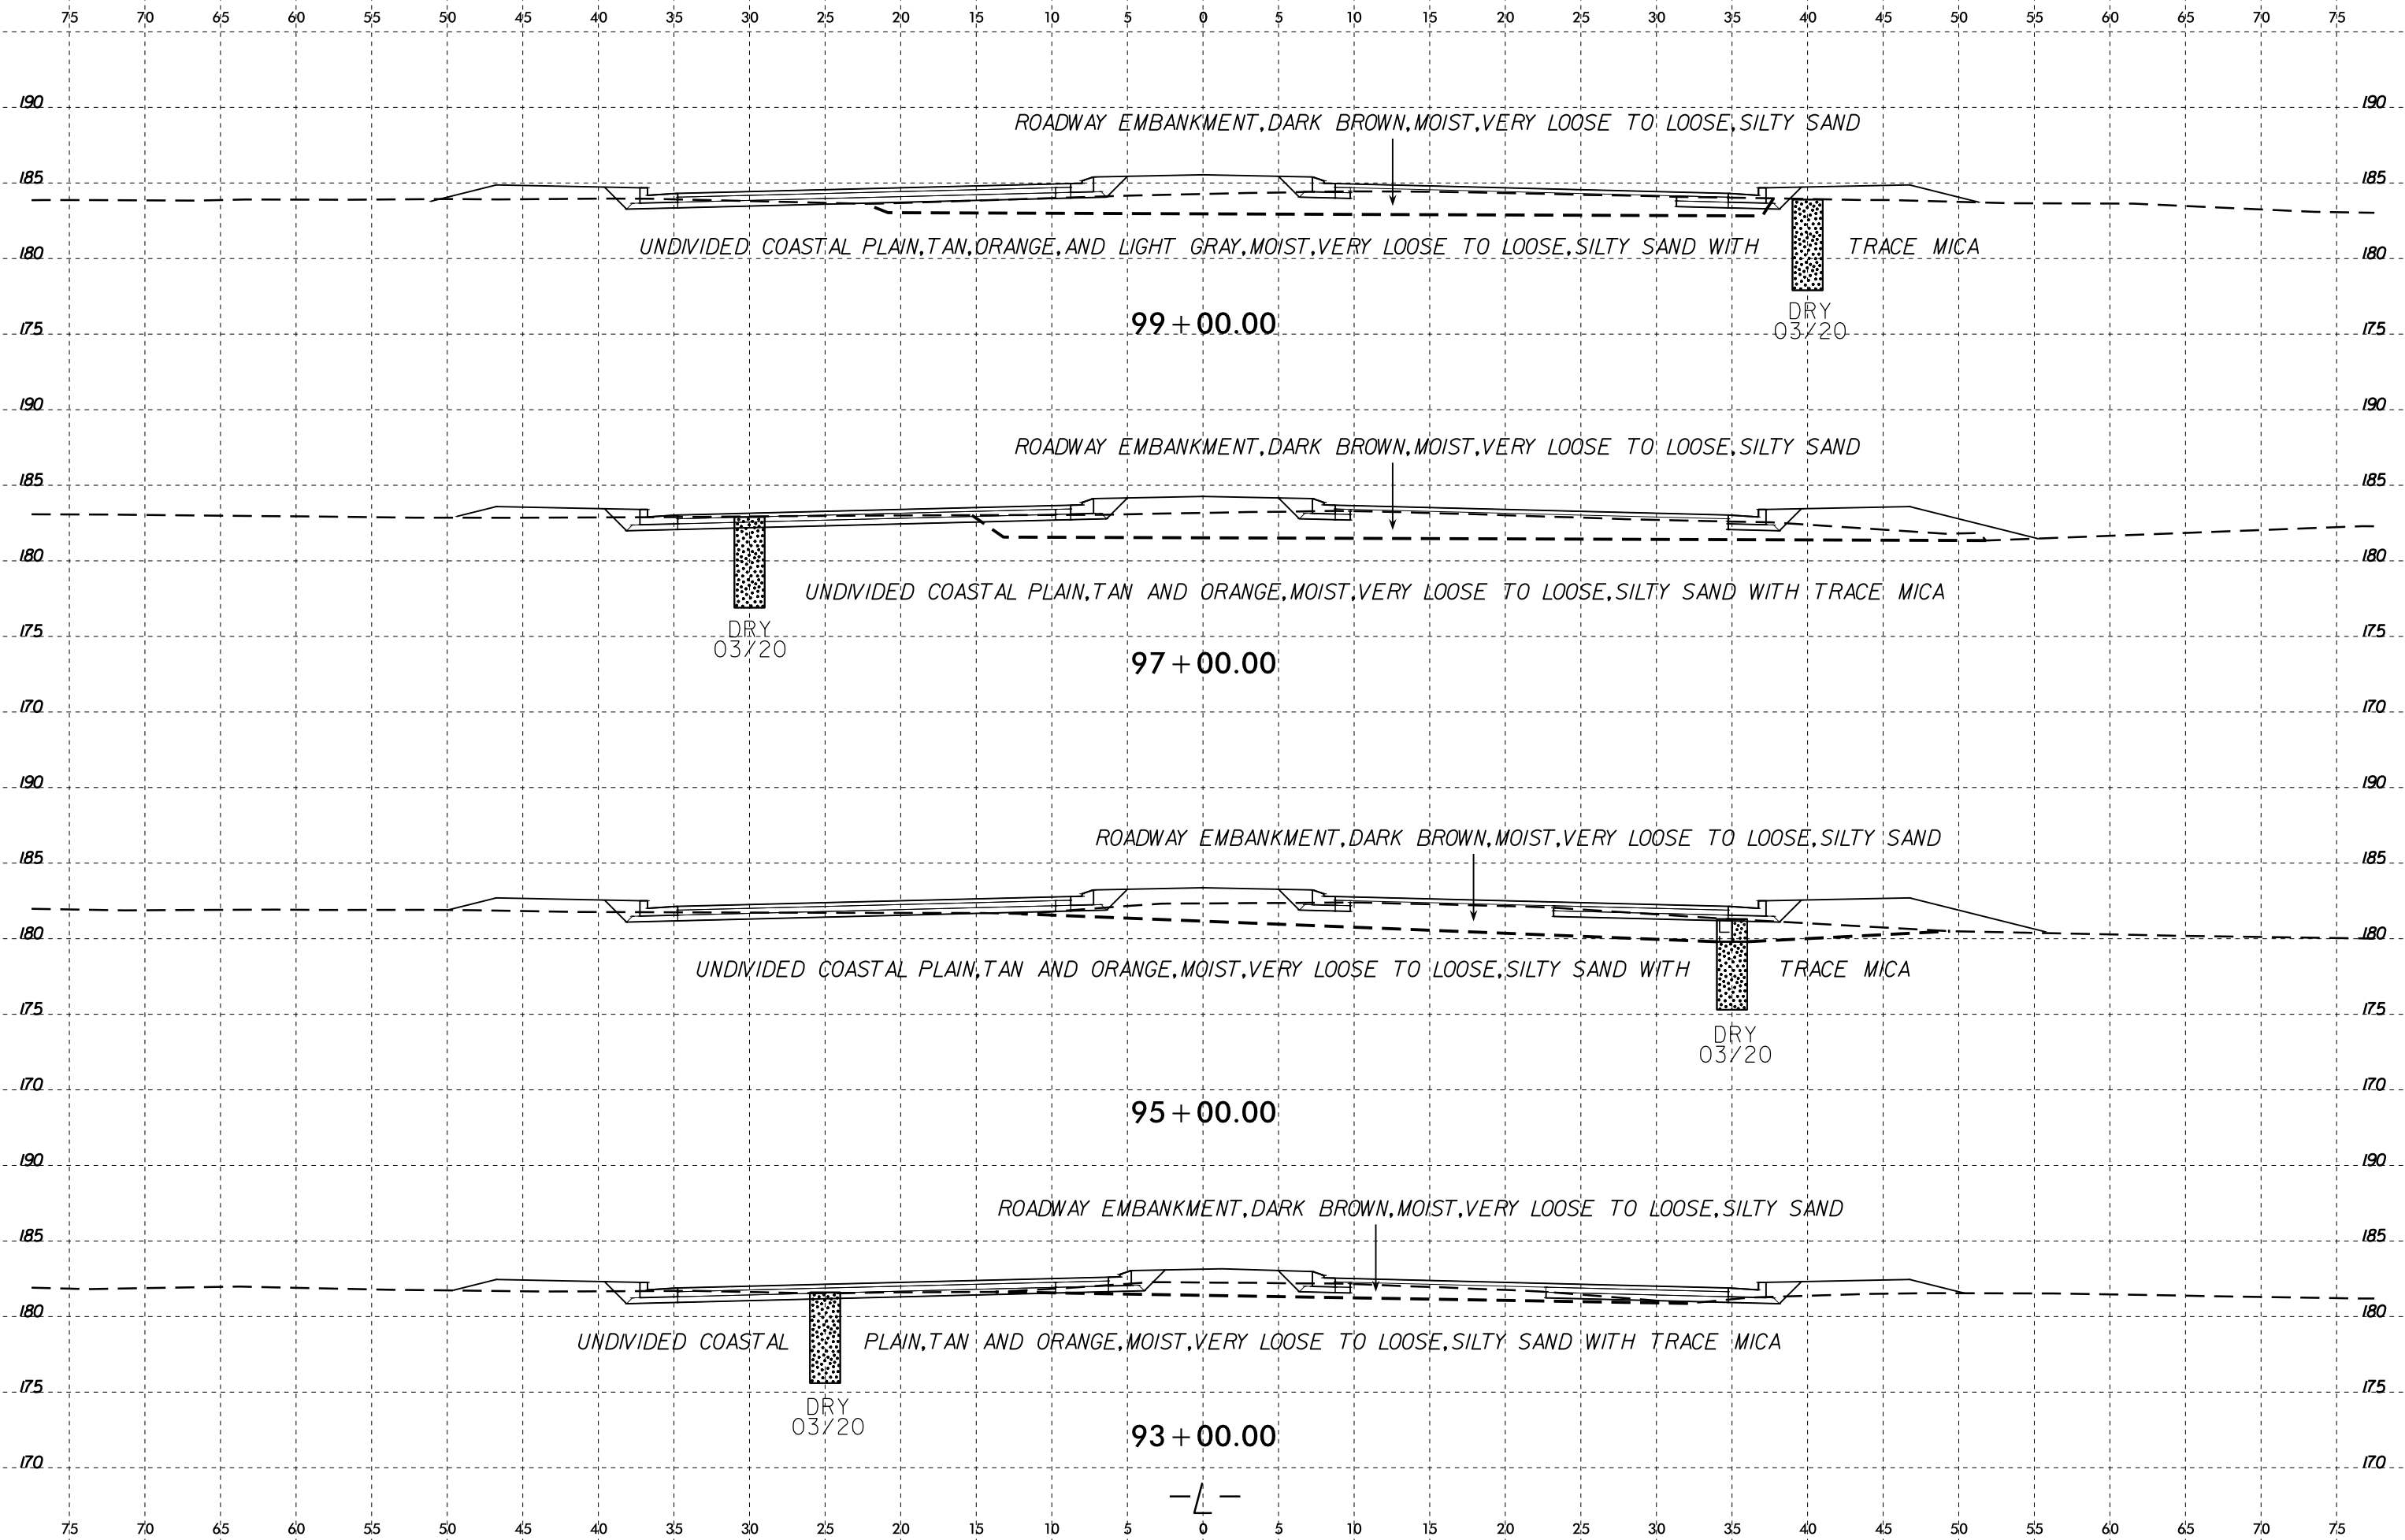 75 70 65 60 55 50 45 40 35 30 25 20 15 10 5 0 5 10 15 20 25 30 35 40 45 50 55 60 65 70 75
190 190
ROADWAY EMBANKMENT,DARK BROWN,MOIST,VERY LOOSE TO LOOSE,SILTY SAND
185 185
UNDIVIDED COASTAL PLAIN,TAN,ORANGE,AND LIGHT GRAY,MOIST,VERY LOOSE TO LOOSE,SILTY SAND WITH TRACE MICA
180 180
DRY
03/20
99+00.00
175 175
190 190
ROADWAY EMBANKMENT,DARK BROWN,MOIST,VERY LOOSE TO LOOSE,SILTY SAND
185 185
180 180
UNDIVIDED COASTAL PLAIN,TAN AND ORANGE,MOIST,VERY LOOSE TO LOOSE,SILTY SAND WITH TRACE MICA
175 175
DRY
03/20
97+00.00
170 170
190 190
ROADWAY EMBANKMENT,DARK BROWN,MOIST,VERY LOOSE TO LOOSE,SILTY SAND
185 185
180 180
UNDIVIDED COASTAL PLAIN,TAN AND ORANGE,MOIST,VERY LOOSE TO LOOSE,SILTY SAND WITH TRACE MICA
175 175
DRY
03/20
170 170
95+00.00
190 190
ROADWAY EMBANKMENT,DARK BROWN,MOIST,VERY LOOSE TO LOOSE,SILTY SAND
185 185
180 180
UNDIVIDED COASTAL PLAIN,TAN AND ORANGE,MOIST,VERY LOOSE TO LOOSE,SILTY SAND WITH TRACE MICA
175 175
DRY
03/20
93+00.00
170 170
-L-
75 70 65 60 55 50 45 40 35 30 25 20 15 10 5 0 5 10 15 20 25 30 35 40 45 50 55 60 65 70 75